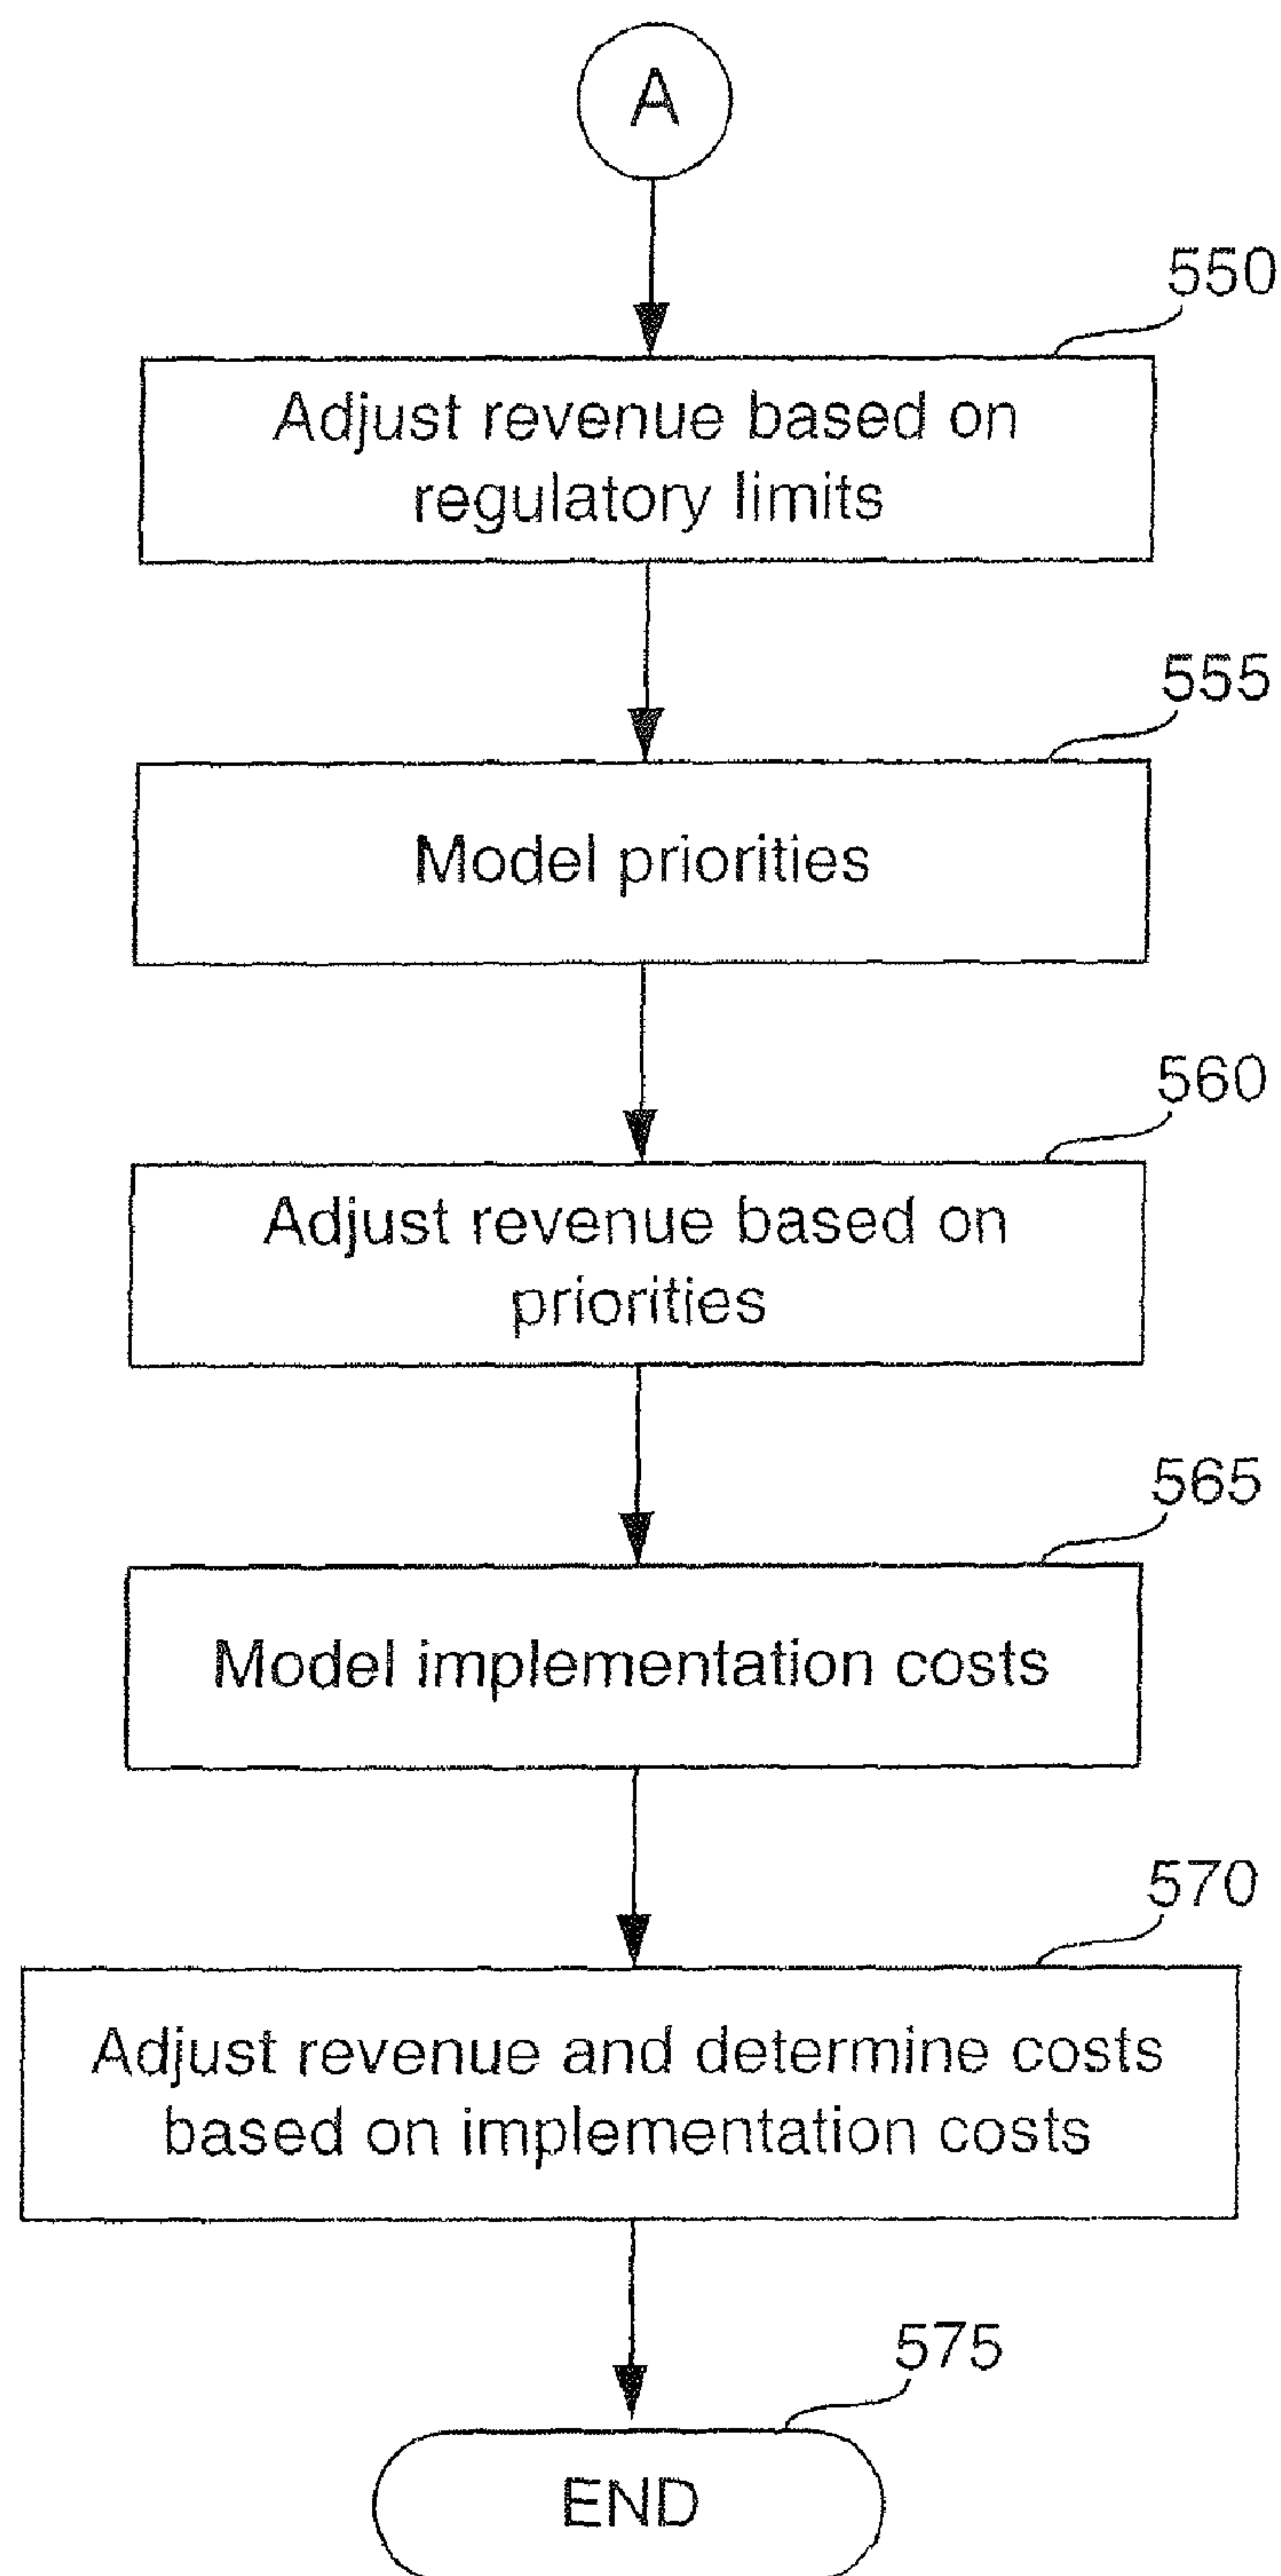 A
550
Adjust revenue based on
regulatory limits
555
Model priorities
560
Adjust revenue based on
priorities
565
Model implementation costs
570
Adjust revenue and determine costs
based on implementation costs
575
END